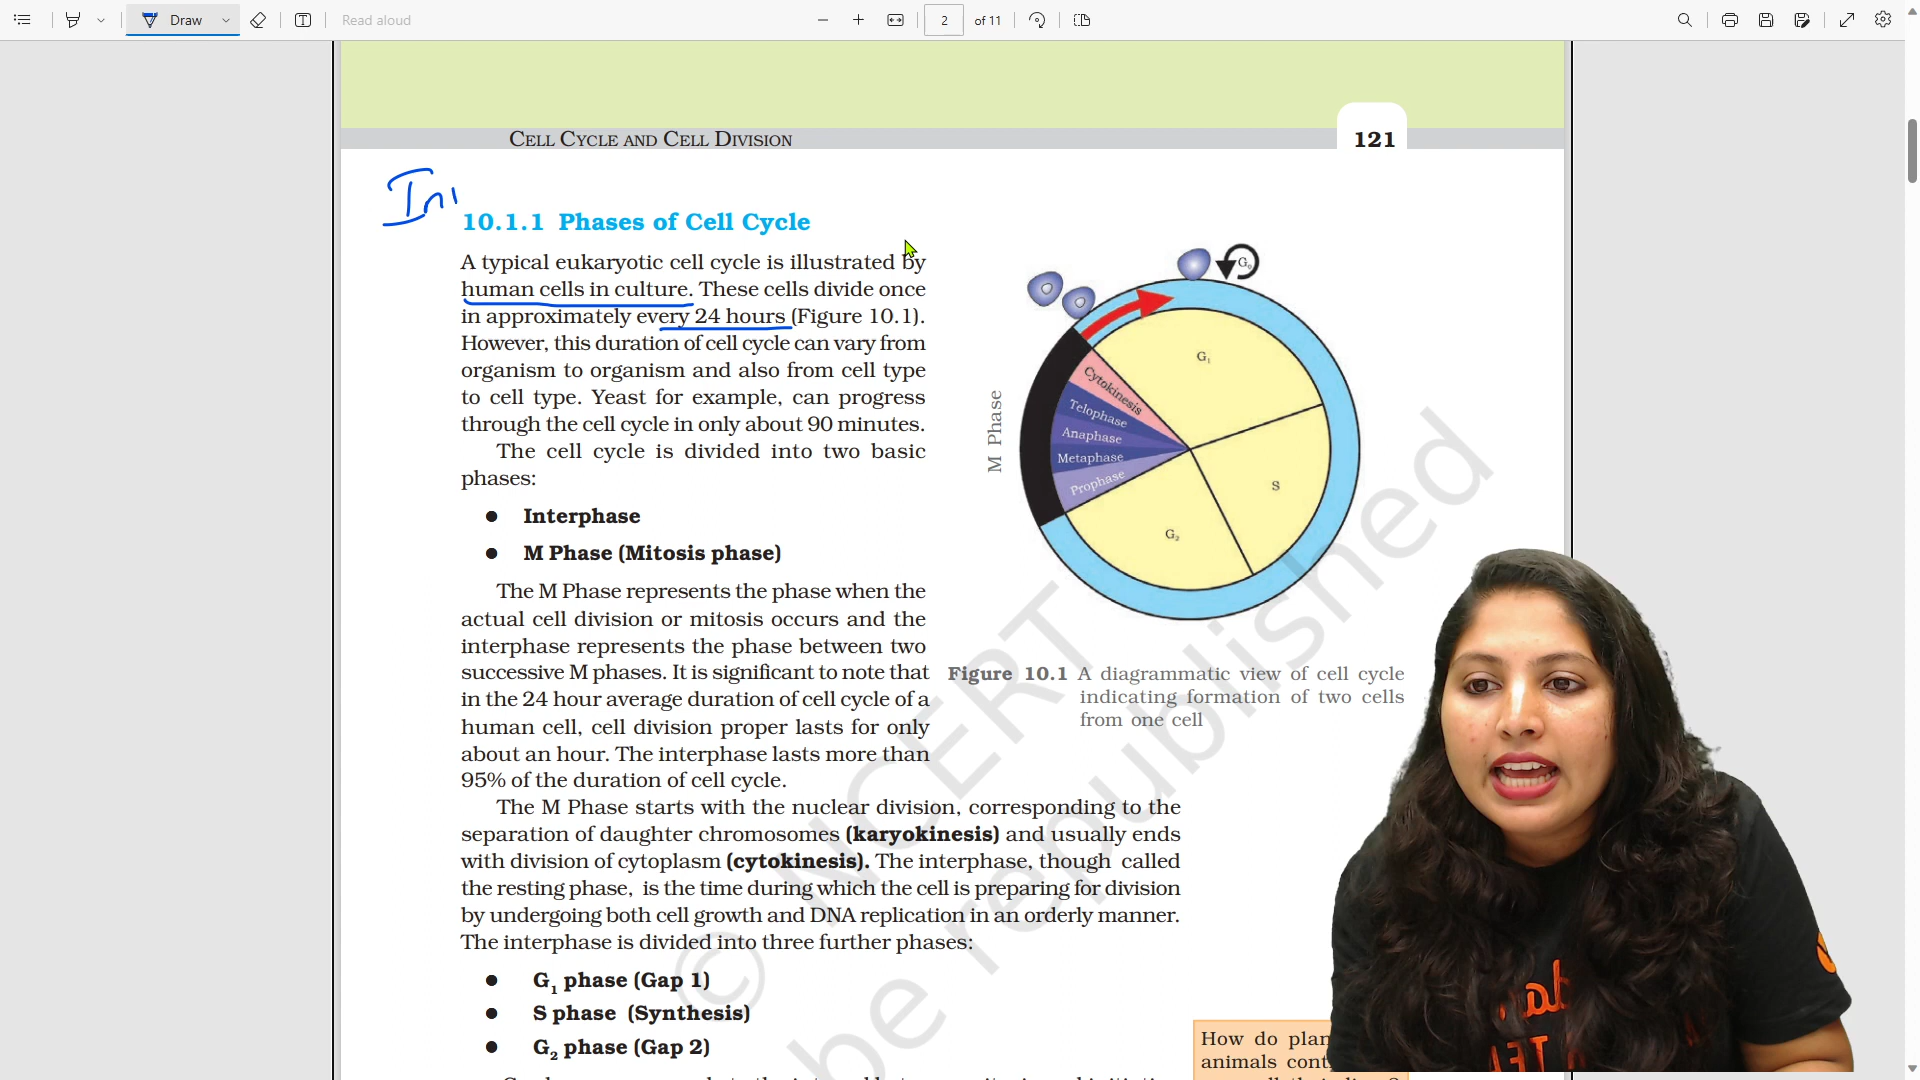 Draw
Read aloud
2 of 11
CELL CYCLE AND CELL DIVISION
121
10.1.1 Phases of Cell Cycle
A typical eukaryotic cell cycle is illustrated by
human cells in culture. These cells divide once
in approximately every 24 hours (Figure 10.1).
However, this duration of cell cycle can vary from
organism to organism and also from cell type
to cell type. Yeast for example, can progress
through the cell cycle in only about 90 minutes.
The cell cycle is divided into two basic
phases:
● Interphase
● M Phase (Mitosis phase)
The M Phase represents the phase when the
actual cell division or mitosis occurs and the
interphase represents the phase between two
successive M phases. It is significant to note that
in the 24 hour average duration of cell cycle of a
human cell, cell division proper lasts for only
about an hour. The interphase lasts more than
95% of the duration of cell cycle.
G₀
G₁
Cytokinesis
Telophase
Anaphase
Metaphase
Prophase
M Phase
S
G₂
Figure 10.1 A diagrammatic view of cell cycle
indicating formation of two cells
from one cell
The M Phase starts with the nuclear division, corresponding to the
separation of daughter chromosomes (karyokinesis) and usually ends
with division of cytoplasm (cytokinesis). The interphase, though called
the resting phase, is the time during which the cell is preparing for division
by undergoing both cell growth and DNA replication in an orderly manner.
The interphase is divided into three further phases:
● G₁ phase (Gap 1)
● S phase (Synthesis)
● G₂ phase (Gap 2)
How do plan
animals cont
© NCERT
be republished